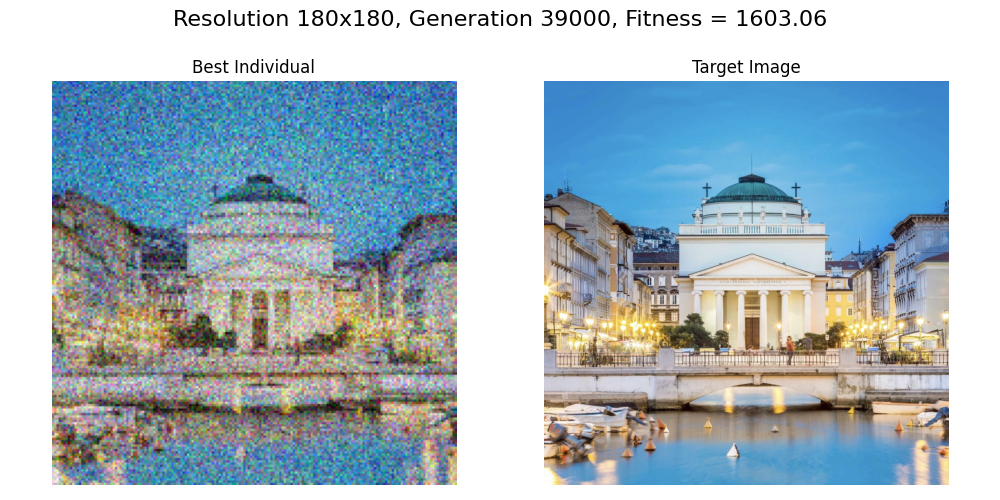 Resolution 180x180, Generation 39000, Fitness = 1603.06
Best Individual
Target Image